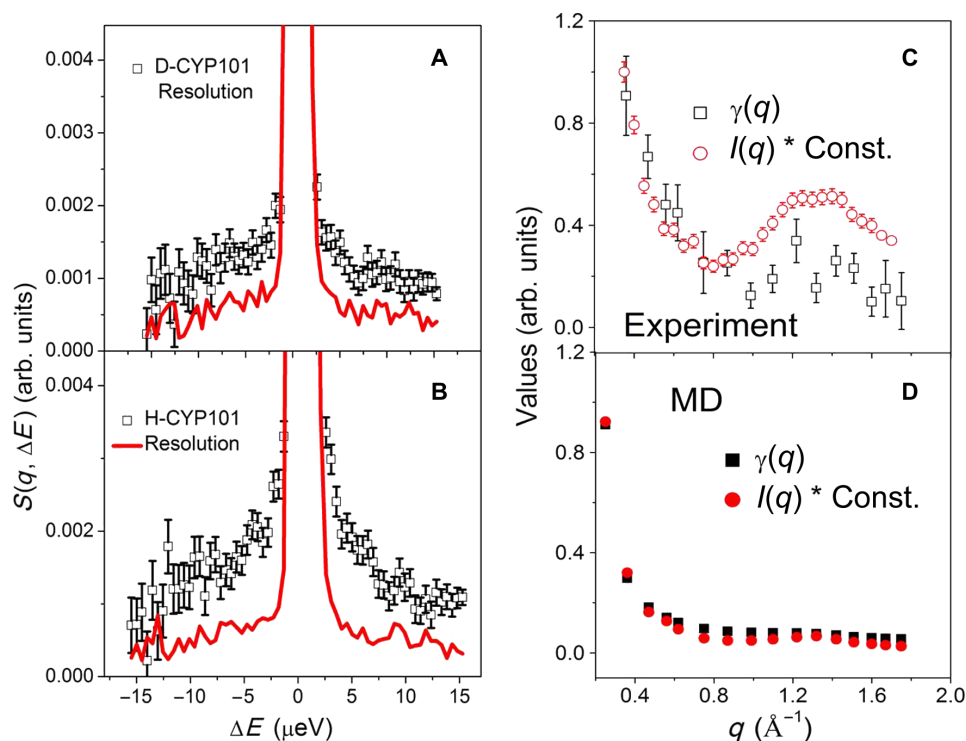 0.004
0.003
0.002
0.001
0.000
D-CYP101
Resolution
A
0.004
0.002
0.000
H-CYP101
Resolution
B
S(q, ΔE) (arb. units)
−15 −10 −5 0 5 10 15
ΔE (μeV)
1.2
0.8
0.4
0.0
C
γ(q)
I(q) * Const.
Experiment
Values (arb. units)
1.2
0.8
0.4
0.0
MD
D
γ(q)
I(q) * Const.
0.4 0.8 1.2 1.6 2.0
q (Å⁻¹)